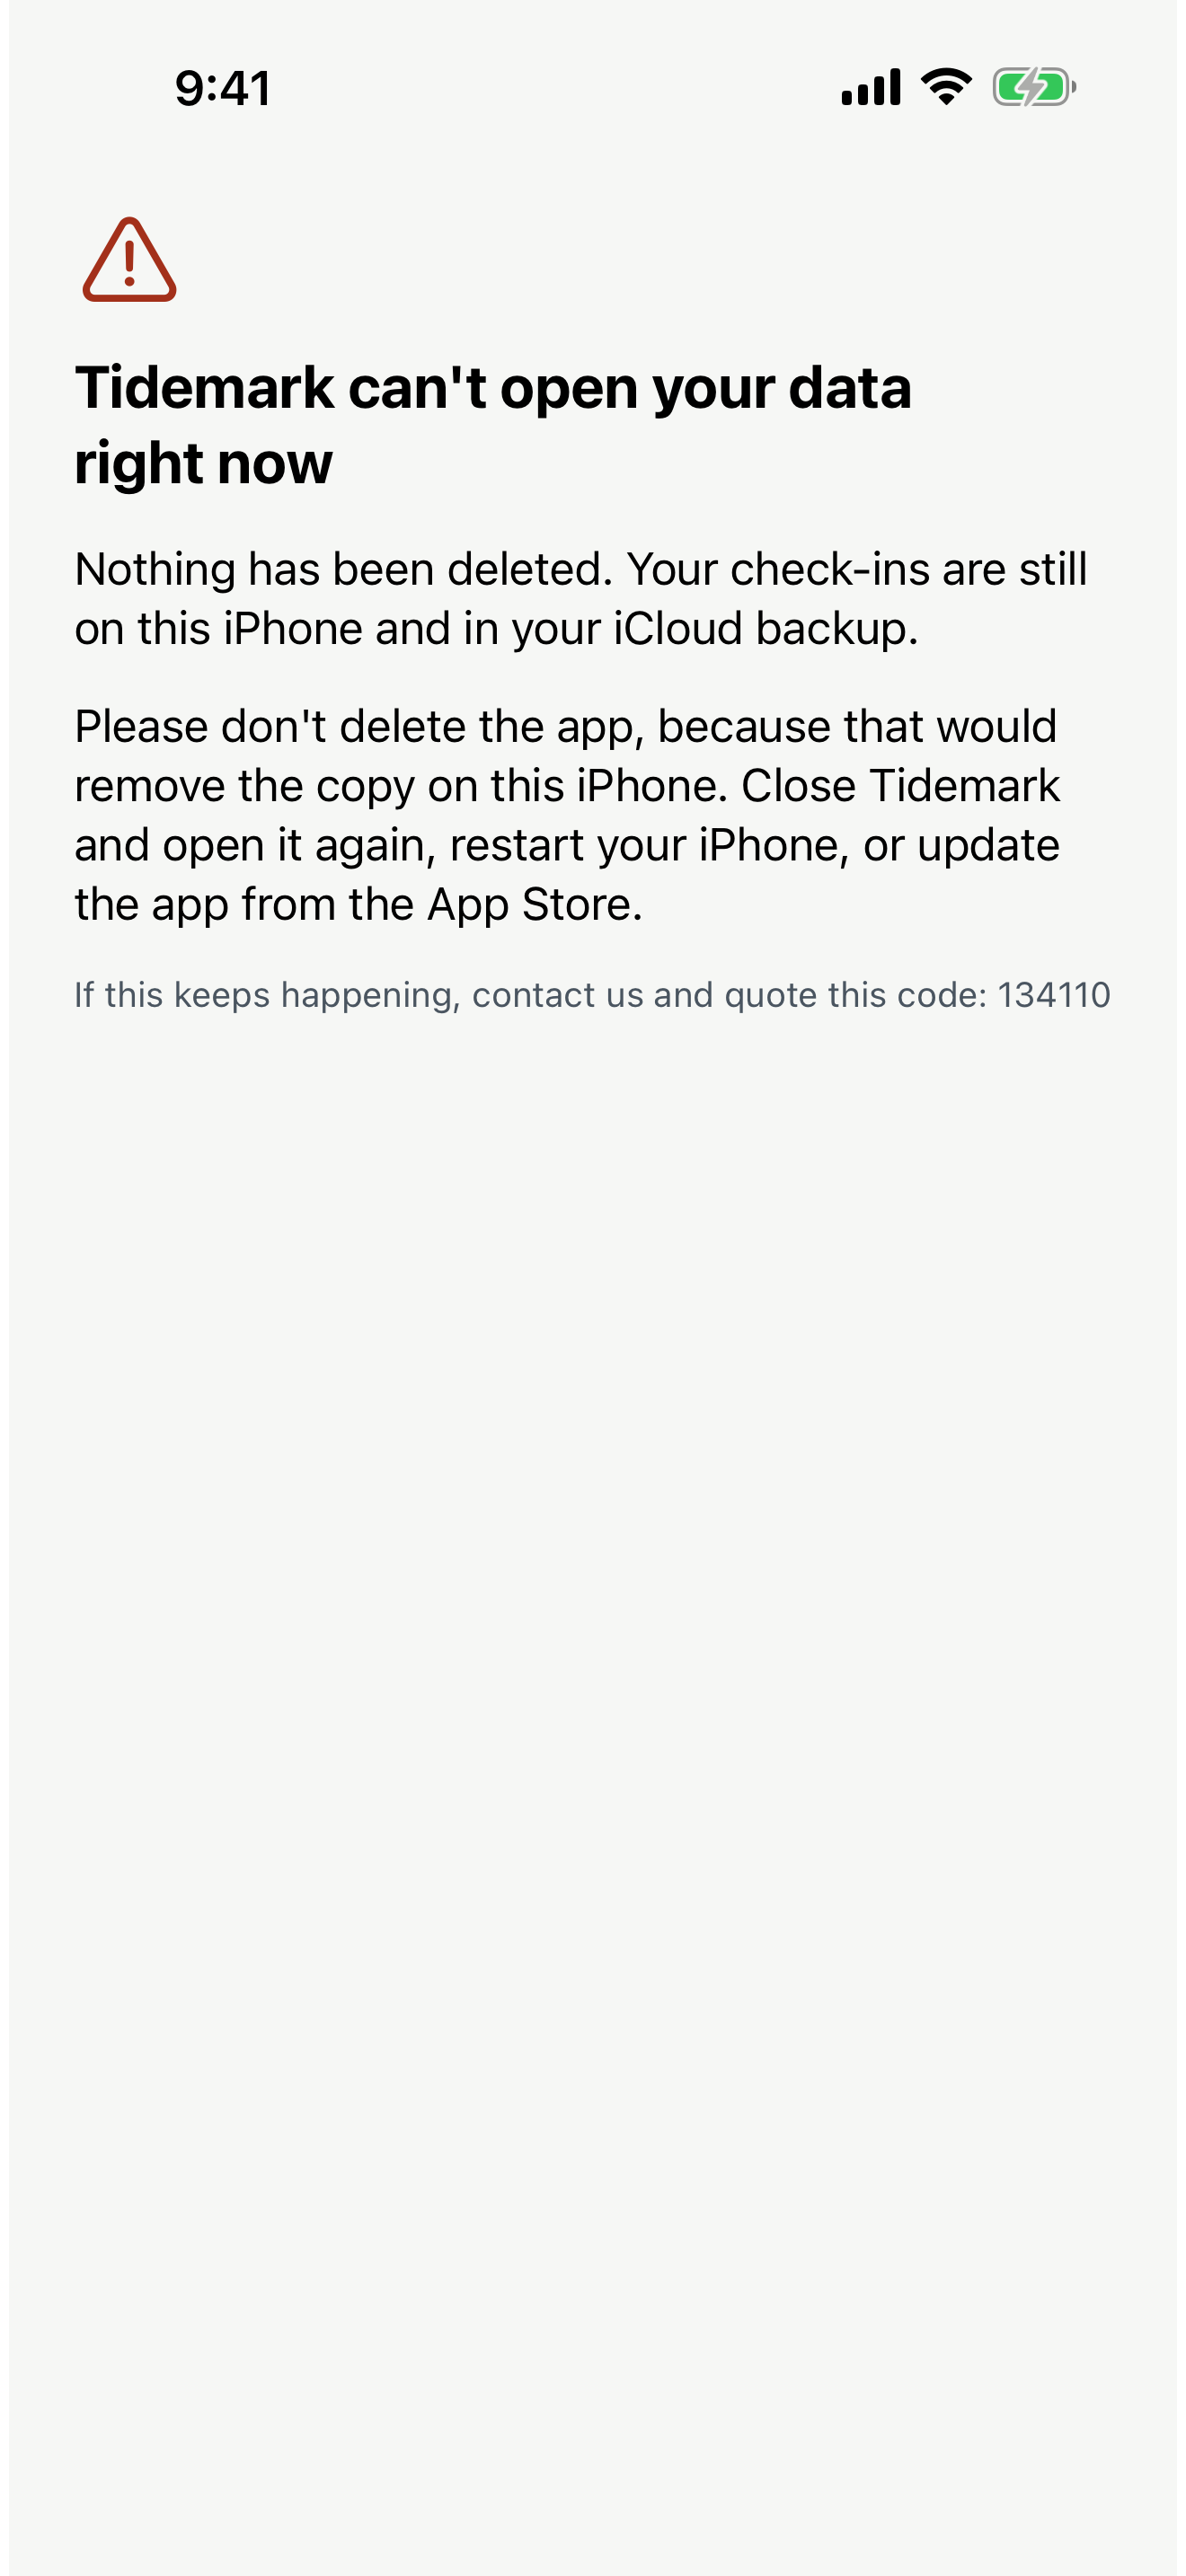 9:41
Tidemark can't open your data
right now
Nothing has been deleted. Your check-ins are still
on this iPhone and in your iCloud backup.
Please don't delete the app, because that would
remove the copy on this iPhone. Close Tidemark
and open it again, restart your iPhone, or update
the app from the App Store.
If this keeps happening, contact us and quote this code: 134110